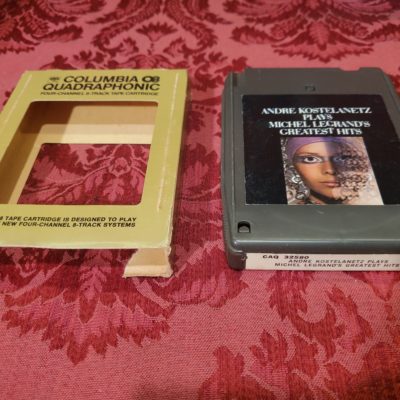 COLUMBIA
QUADRAPHONIC
FOUR-CHANNEL 8-TRACK TAPE CARTRIDGE
TAPE CARTRIDGE IS DESIGNED TO PLAY
NEW FOUR-CHANNEL 8-TRACK SYSTEMS
ANDRE KOSTELANETZ
PLAYS
MICHEL LEGRAND'S
GREATEST HITS
CAQ 32580
ANDRE KOSTELANETZ PLAYS
MICHEL LEGRAND'S GREATEST HITS